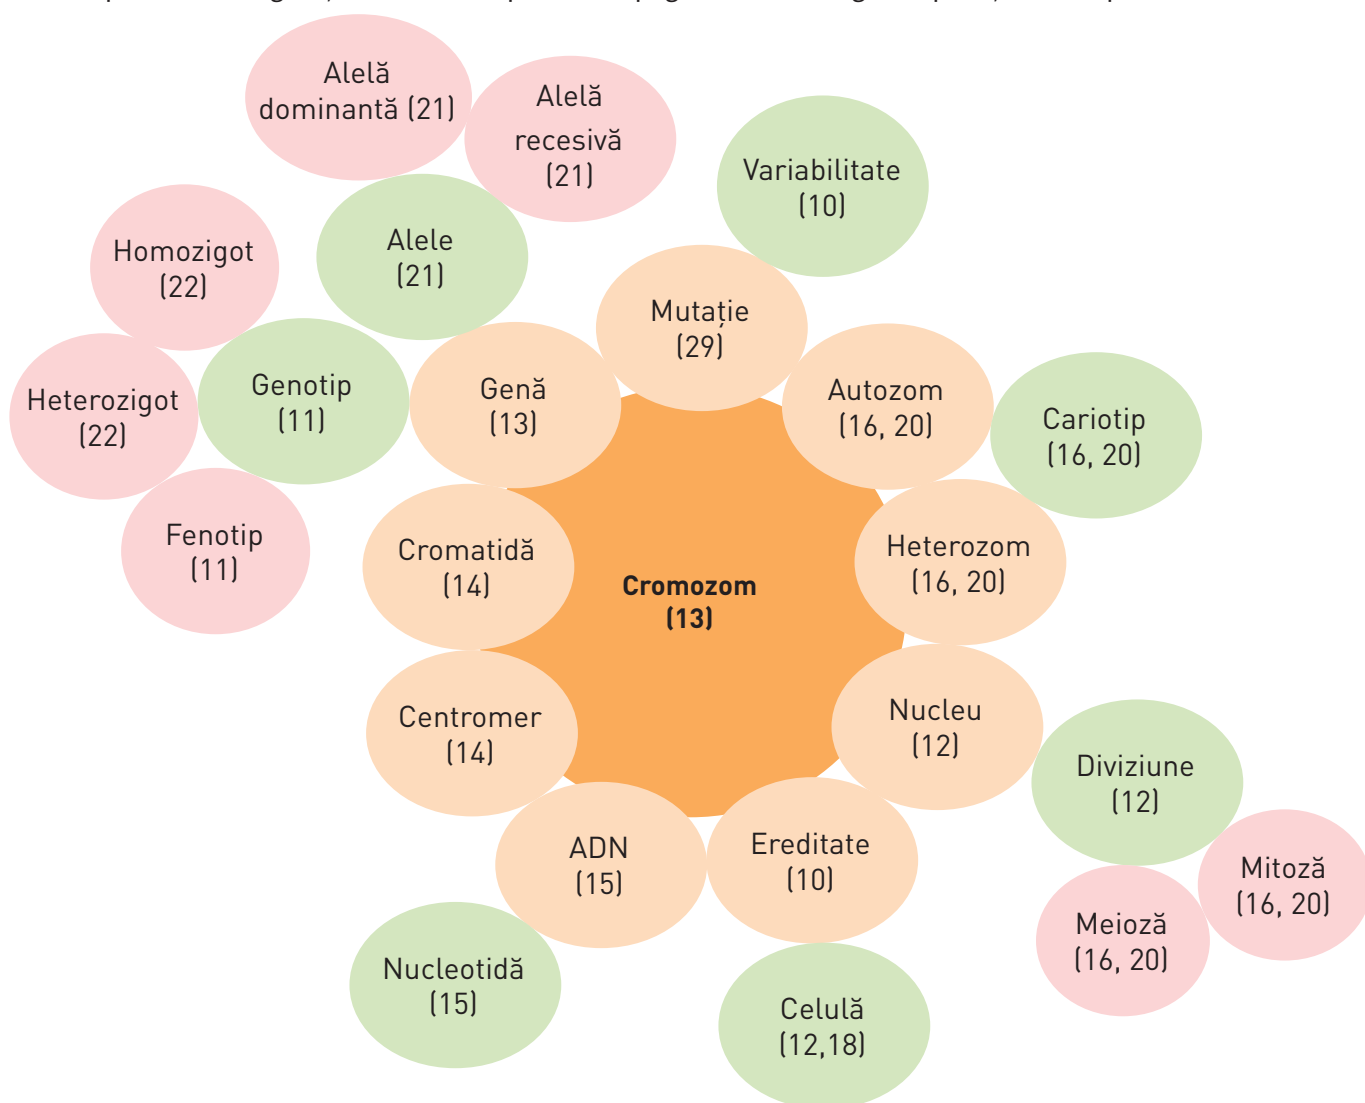 Alelă
dominantă (21)
Alelă
recesivă
(21)
Variabilitate
(10)
Homozigot
(22)
Alele
(21)
Mutație
(29)
Heterozigot
(22)
Genotip
(11)
Genă
(13)
Autozom
(16, 20)
Cariotip
(16, 20)
Fenotip
(11)
Cromatidă
(14)
Cromozom
(13)
Heterozom
(16, 20)
Centromer
(14)
Nucleu
(12)
Diviziune
(12)
ADN
(15)
Ereditate
(10)
Mitoză
(16, 20)
Meioză
(16, 20)
Nucleotidă
(15)
Celulă
(12,18)